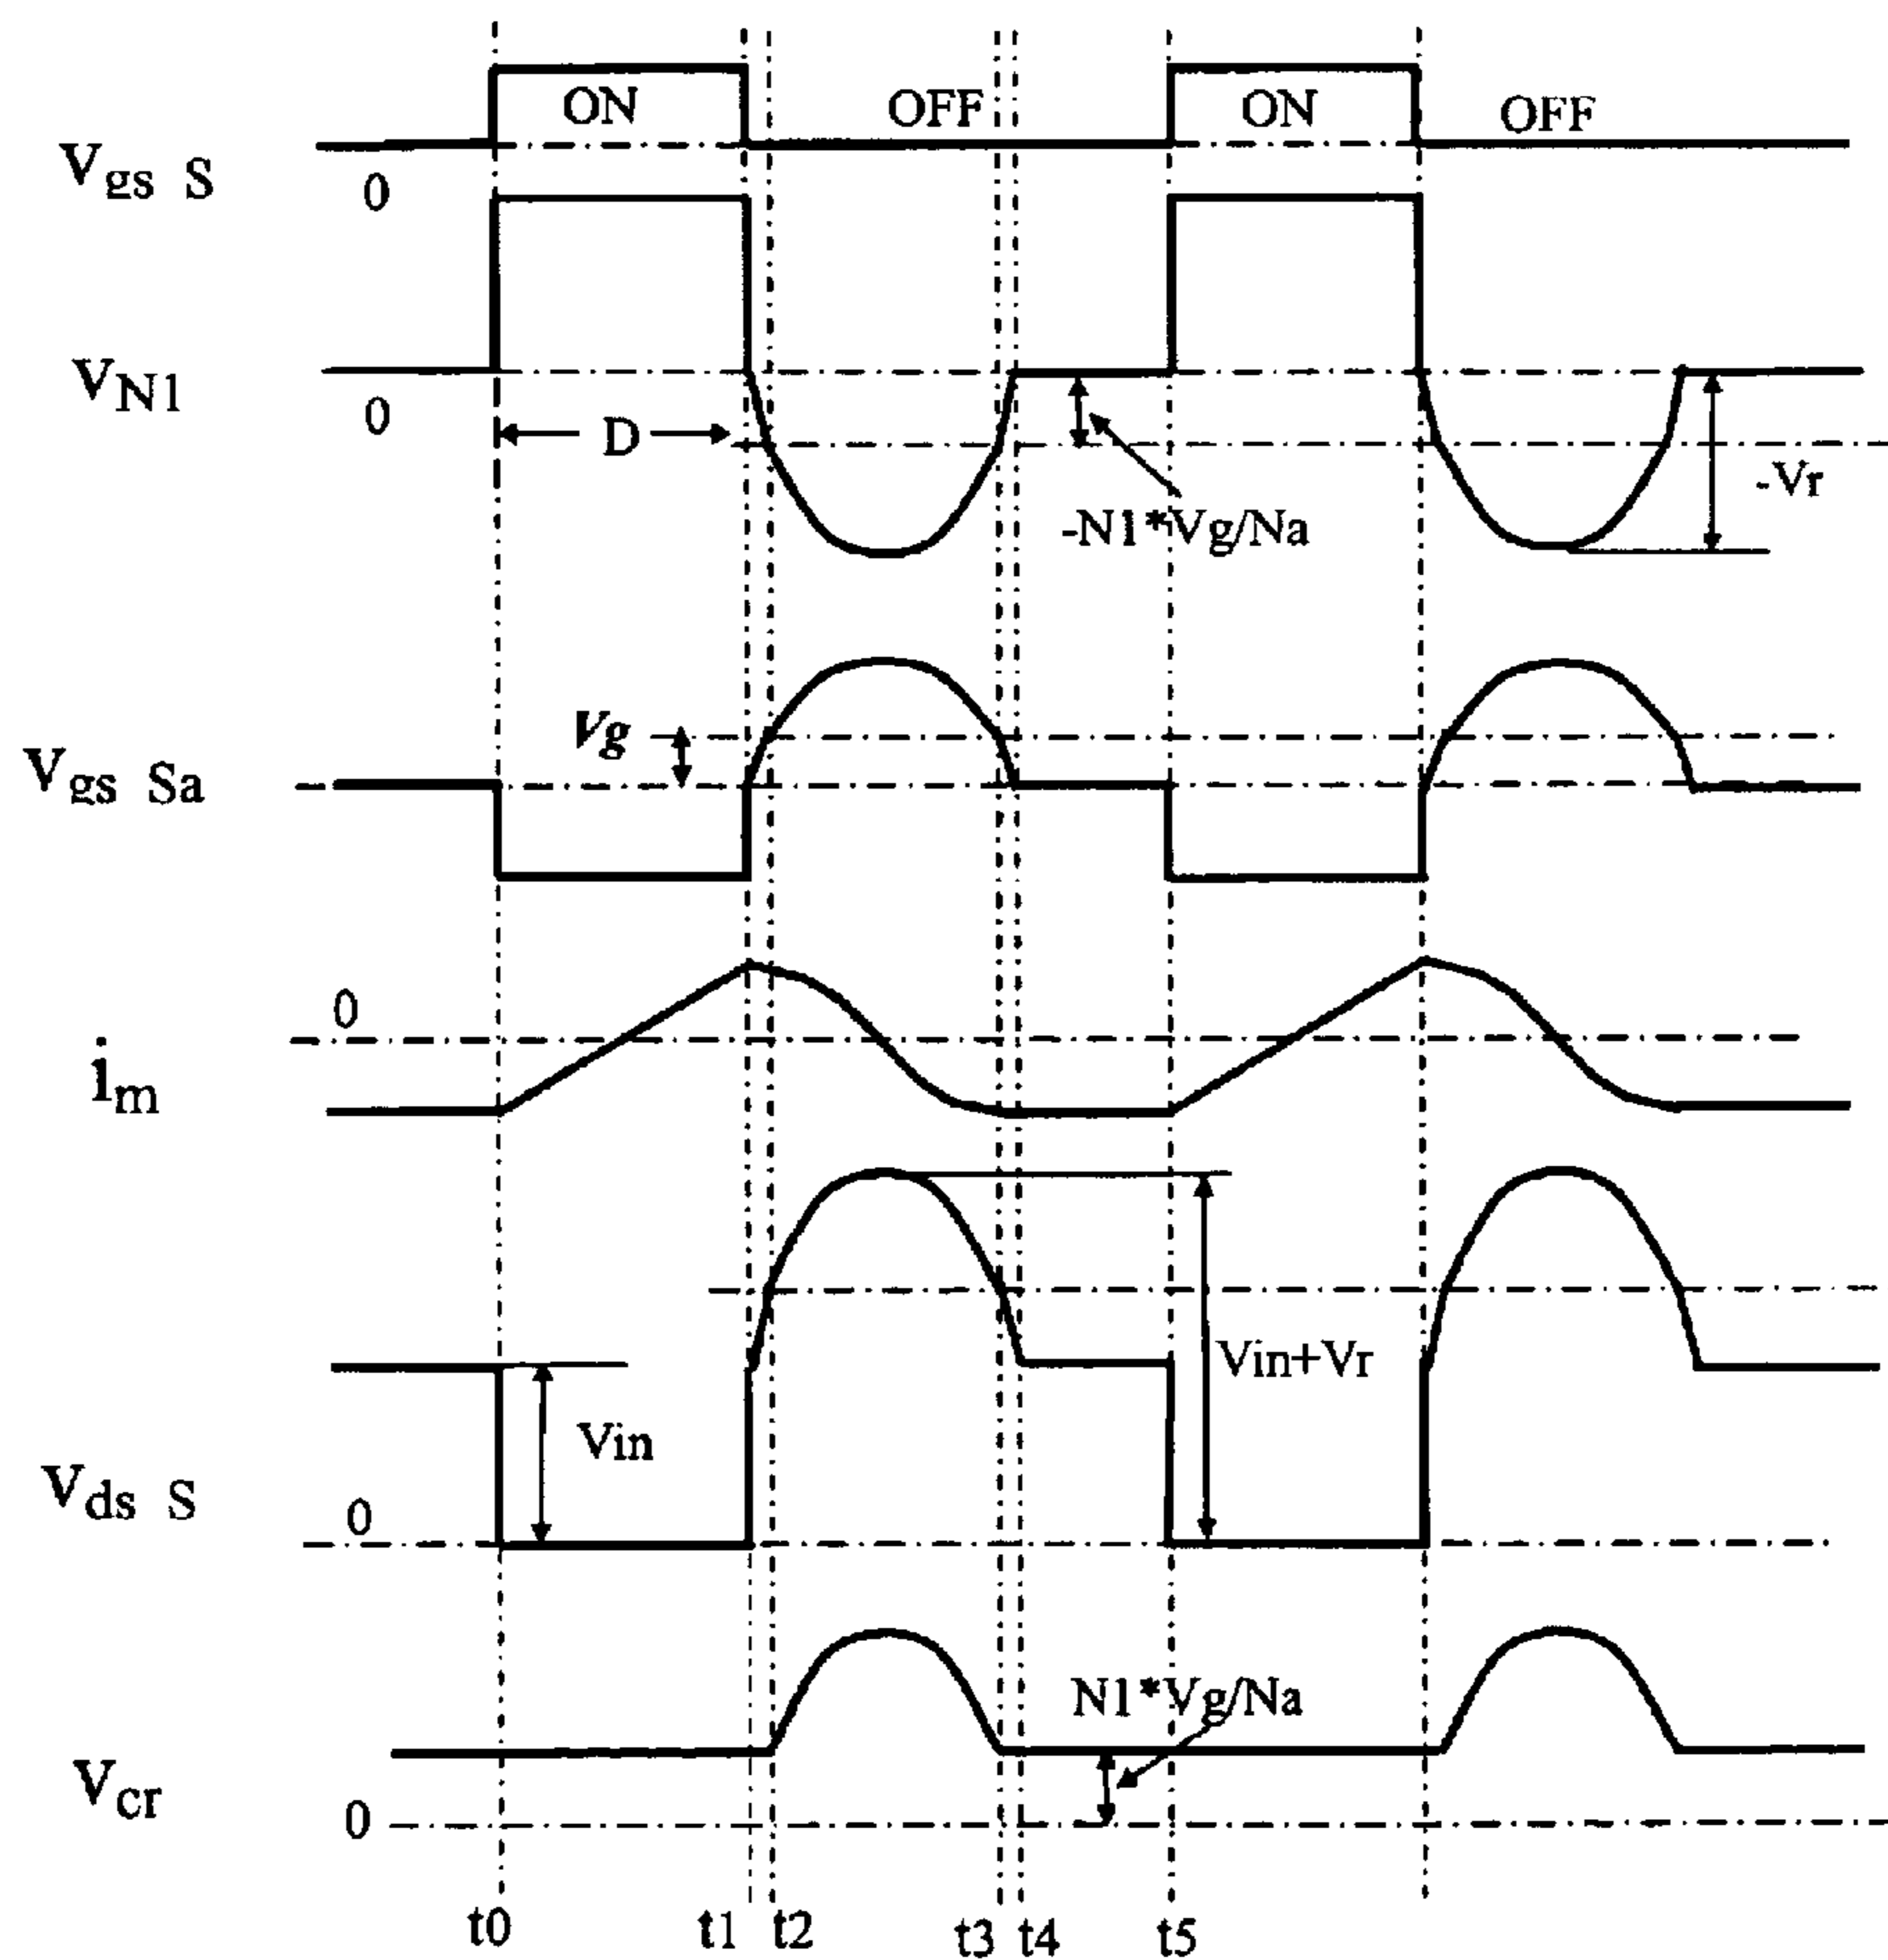 ON OFF ON OFF
Vgs S
0
VN1
0
D
-Vr
-N1*Vg/Na
Vg
Vgs Sa
0
im
Vin+Vr
Vin
Vds S
0
N1*Vg/Na
Vcr
0
t0 t1 t2 t3 t4 t5